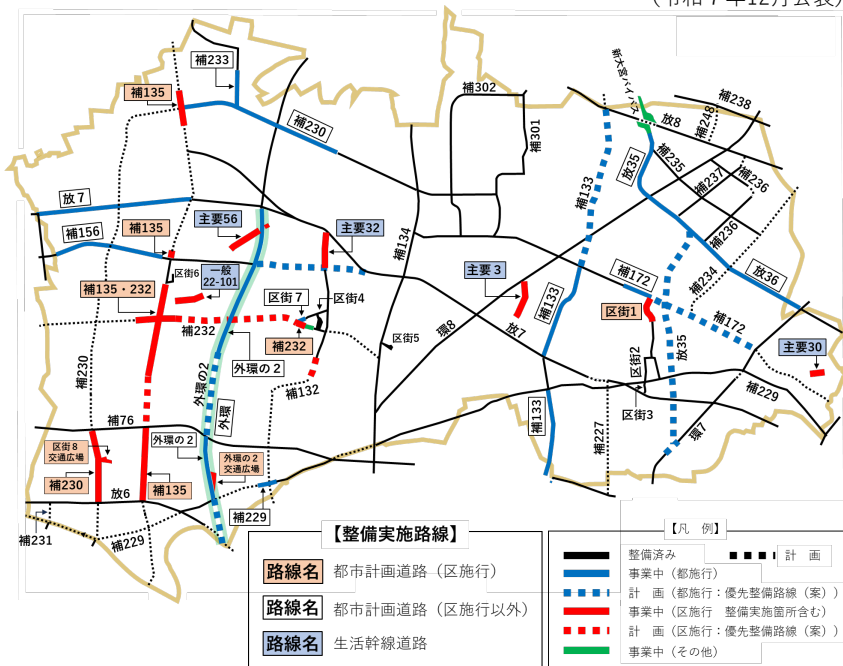 (令和7年12月公表)
補233
新大宮バイパス
補302
補238
補135
放8
補248
補301
補230
補235
放35
補237
補236
補133
放7
補135
主要56
主要32
補134
補156
補236
補234
区街6
一般
22-101
主要3
補172
放36
補135・232
区街7
区街4
区街1
補133
環8
放7
補172
補232
区街5
補232
外環の2
放35
主要30
区街2
補230
外環の2
補132
外環
補229
区街3
補76
外環の2
補133
補227
環7
区街8
交通広場
外環の2
交通広場
補230
放6
補135
補229
補231
補229
【整備実施路線】
路線名 都市計画道路(区施行)
路線名 都市計画道路(区施行以外)
路線名 生活幹線道路
【凡 例】
整備済み 計 画
事業中(都施行)
計 画(都施行:優先整備路線(案))
事業中(区施行 整備実施箇所含む)
計 画(区施行:優先整備路線(案))
事業中(その他)